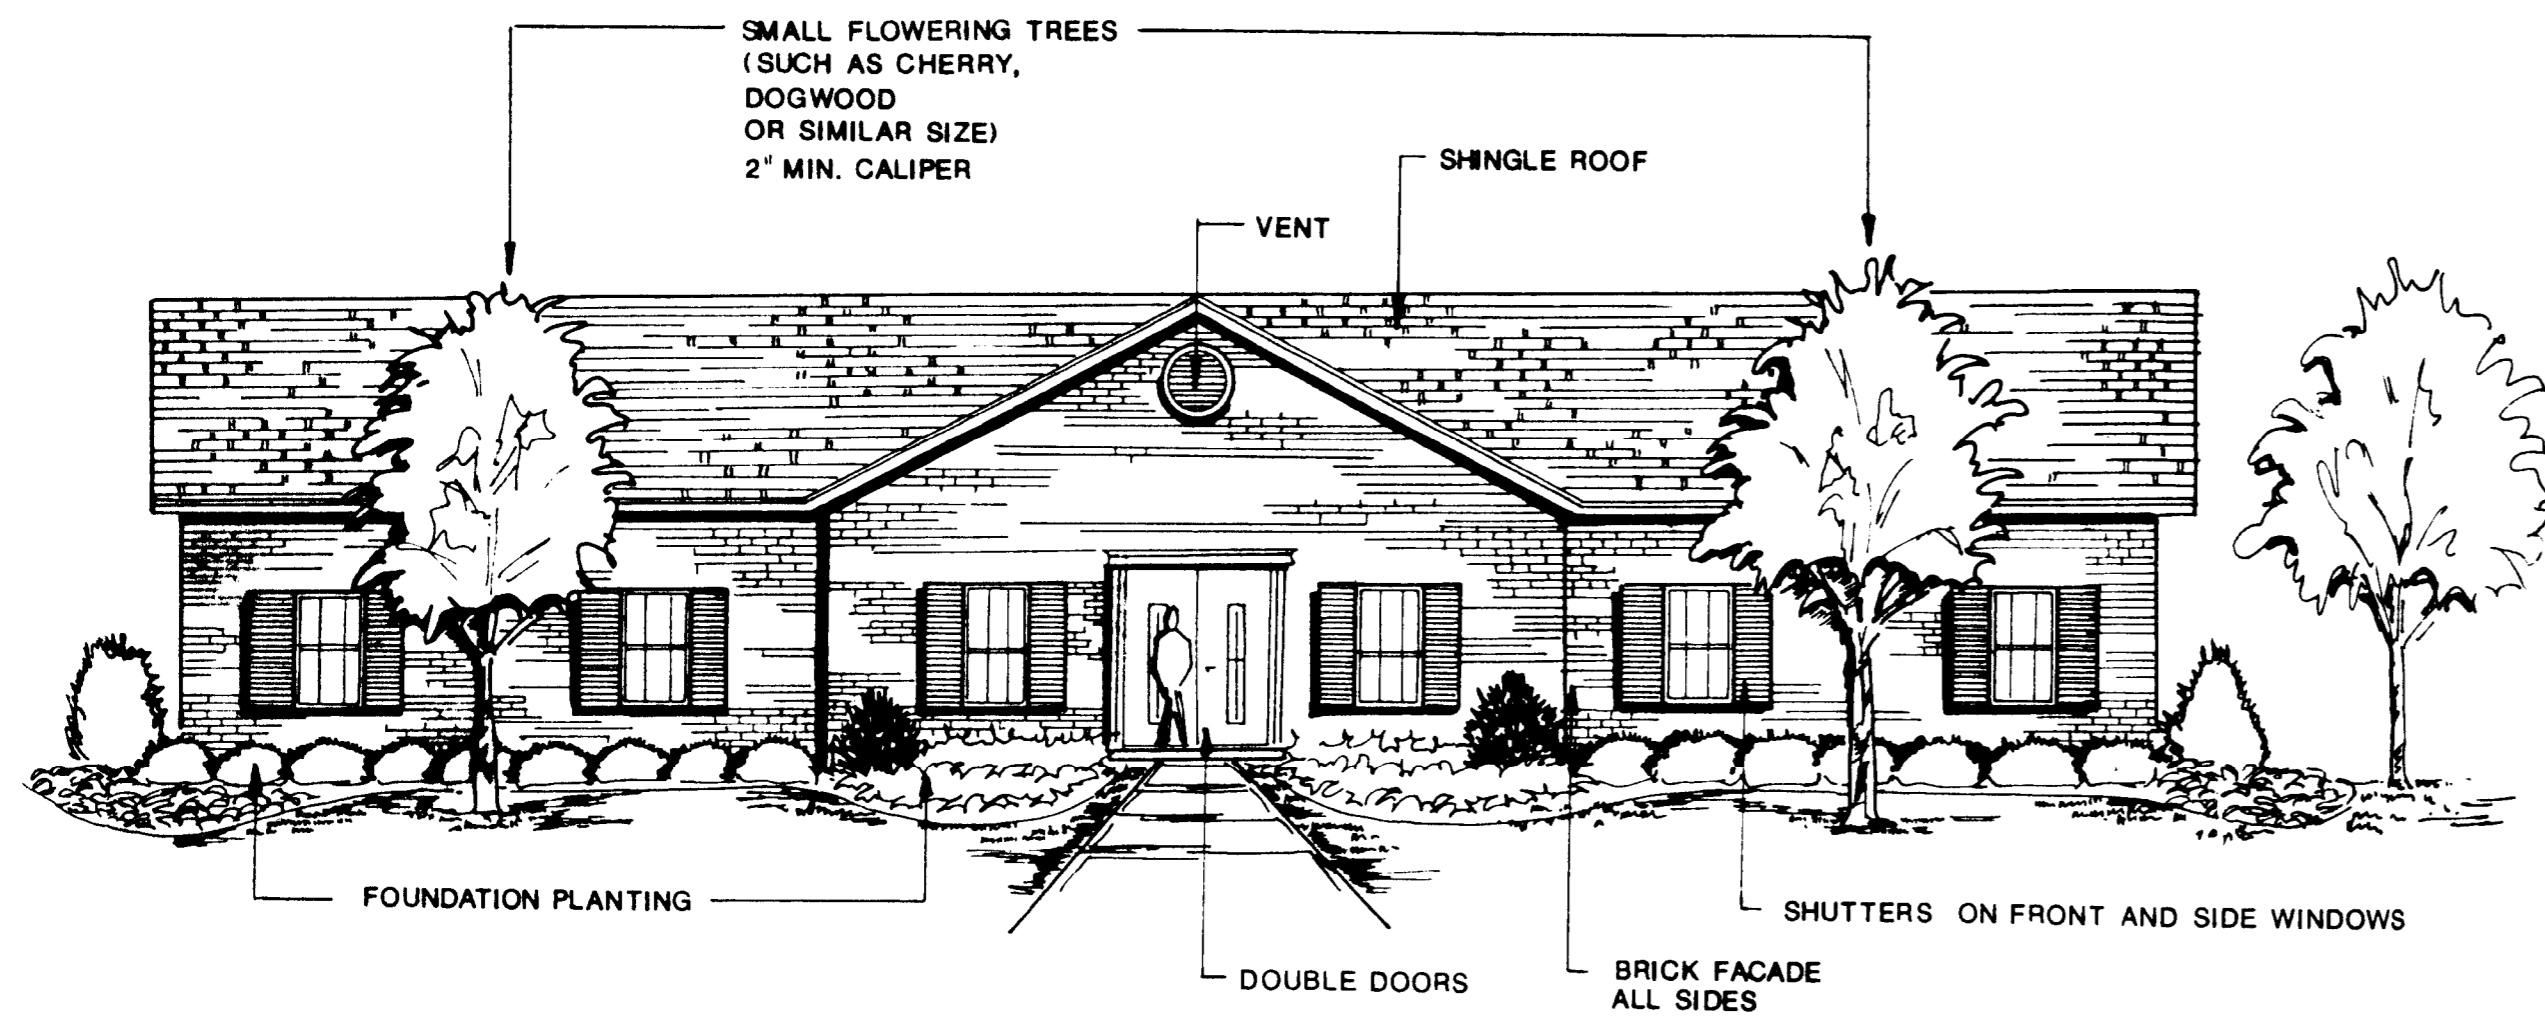 SMALL FLOWERING TREES
(SUCH AS CHERRY,
DOGWOOD
OR SIMILAR SIZE)
2" MIN. CALIPER
SHINGLE ROOF
VENT
FOUNDATION PLANTING
SHUTTERS ON FRONT AND SIDE WINDOWS
DOUBLE DOORS
BRICK FACADE
ALL SIDES